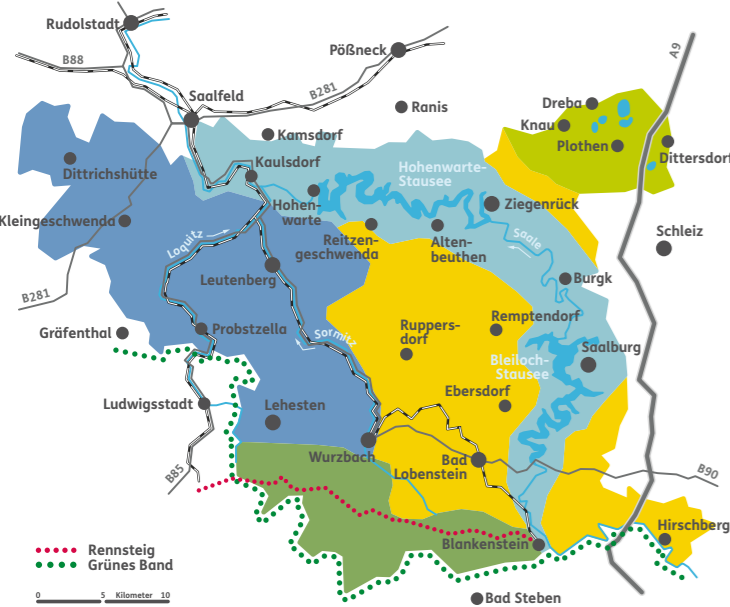 Rudolstadt
B88
Pößneck
A9
Saalfeld
B281
Ranis
Dreba
Knau
Plothen
Dittersdorf
Kamsdorf
Kaulsdorf
Dittrichshütte
Hohenwarte-
Stausee
Hohen-
warte
Ziegenrück
Kleingeschwenda
Reitzen-
geschwenda
Alten-
beuthen
Saale
Schleiz
Loquitz
Leutenberg
Burgk
B281
Gräfenthal
Probstzella
Sormitz
Ruppers-
dorf
Remptendorf
Bleiloch-
Stausee
Saalburg
Ludwigsstadt
Lehesten
Ebersdorf
Wurzbach
Bad
Lobenstein
B85
B90
Hirschberg
Blankenstein
Rennsteig
Grünes Band
0 5 Kilometer 10
Bad Steben